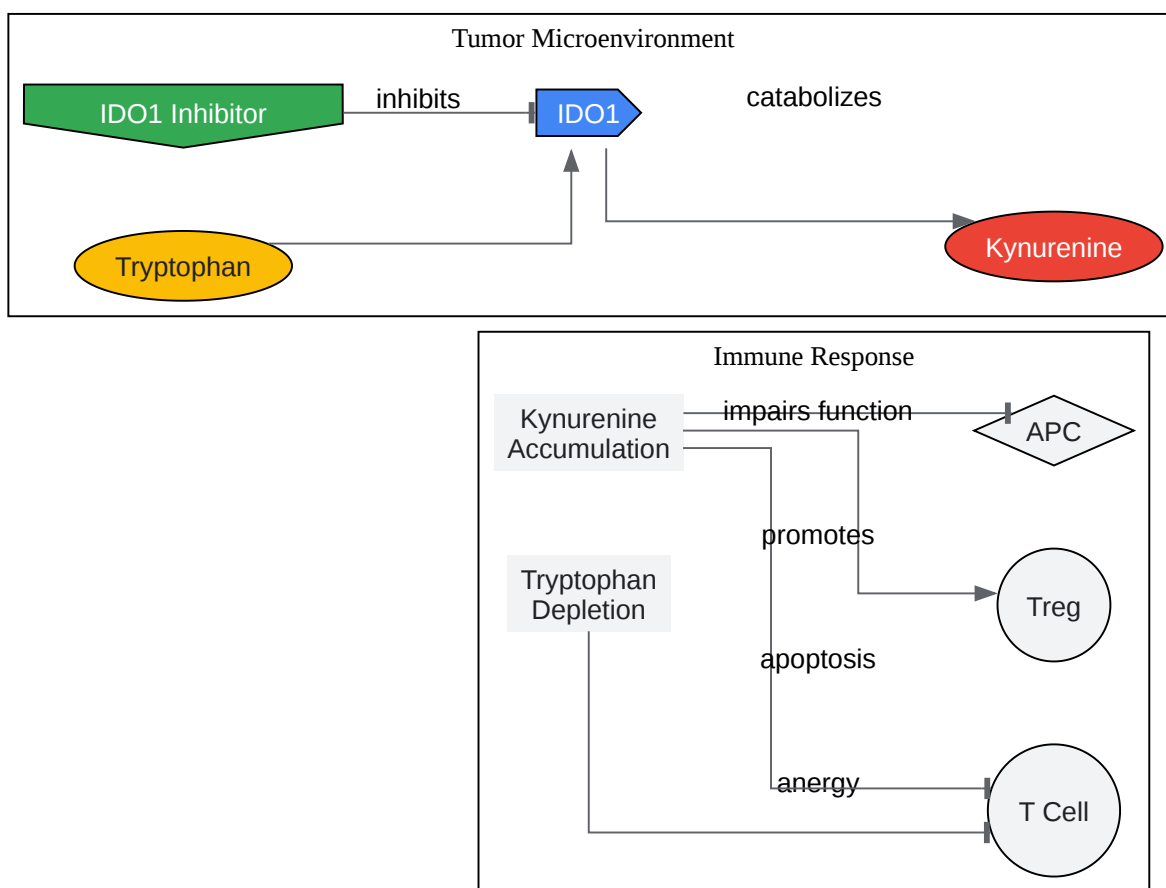 Tumor Microenvironment
IDO1 Inhibitor
inhibits
IDO1
catabolizes
Tryptophan
Kynurenine
Immune Response
Kynurenine
Accumulation
impairs function
APC
promotes
Tryptophan
Depletion
Treg
apoptosis
anergy
T Cell